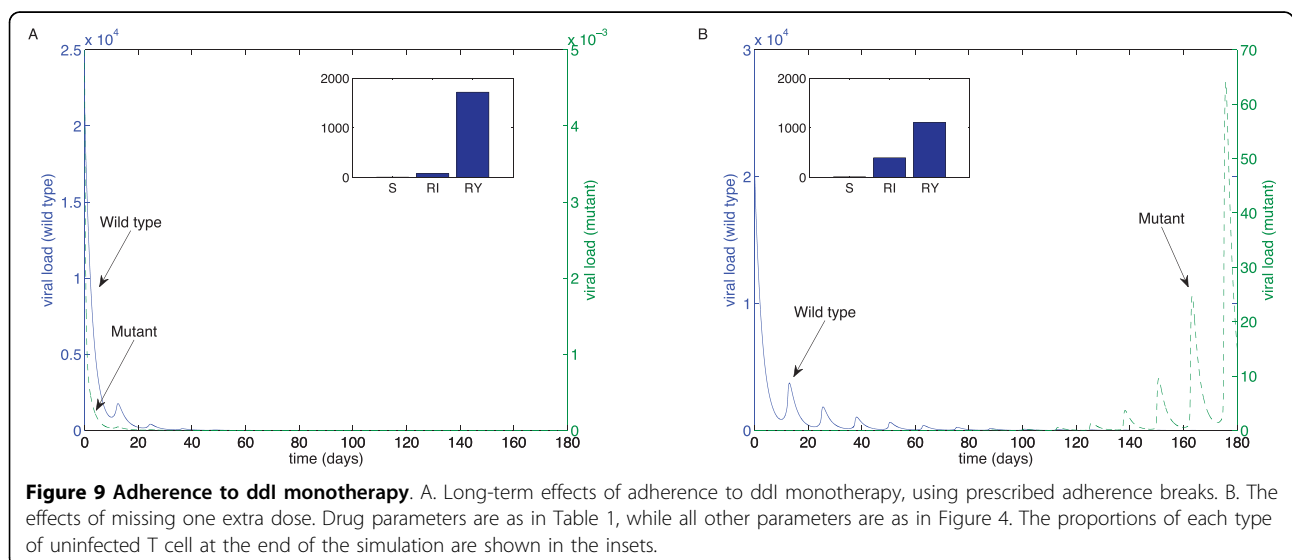 A
x 10⁴
2.5
2
1.5
1
0.5
0
viral load (wild type)
x 10⁻³
5
4
3
2
1
0
viral load (mutant)
0 20 40 60 80 100 120 140 160 180
time (days)
Wild type
Mutant
2000
1000
0
S RI RY
B
x 10⁴
3
2
1
0
viral load (wild type)
70
60
50
40
30
20
10
0
viral load (mutant)
0 20 40 60 80 100 120 140 160 180
time (days)
Wild type
Mutant
2000
1000
0
S RI RY
Figure 9 Adherence to ddI monotherapy. A. Long-term effects of adherence to ddI monotherapy, using prescribed adherence breaks. B. The
effects of missing one extra dose. Drug parameters are as in Table 1, while all other parameters are as in Figure 4. The proportions of each type
of uninfected T cell at the end of the simulation are shown in the insets.